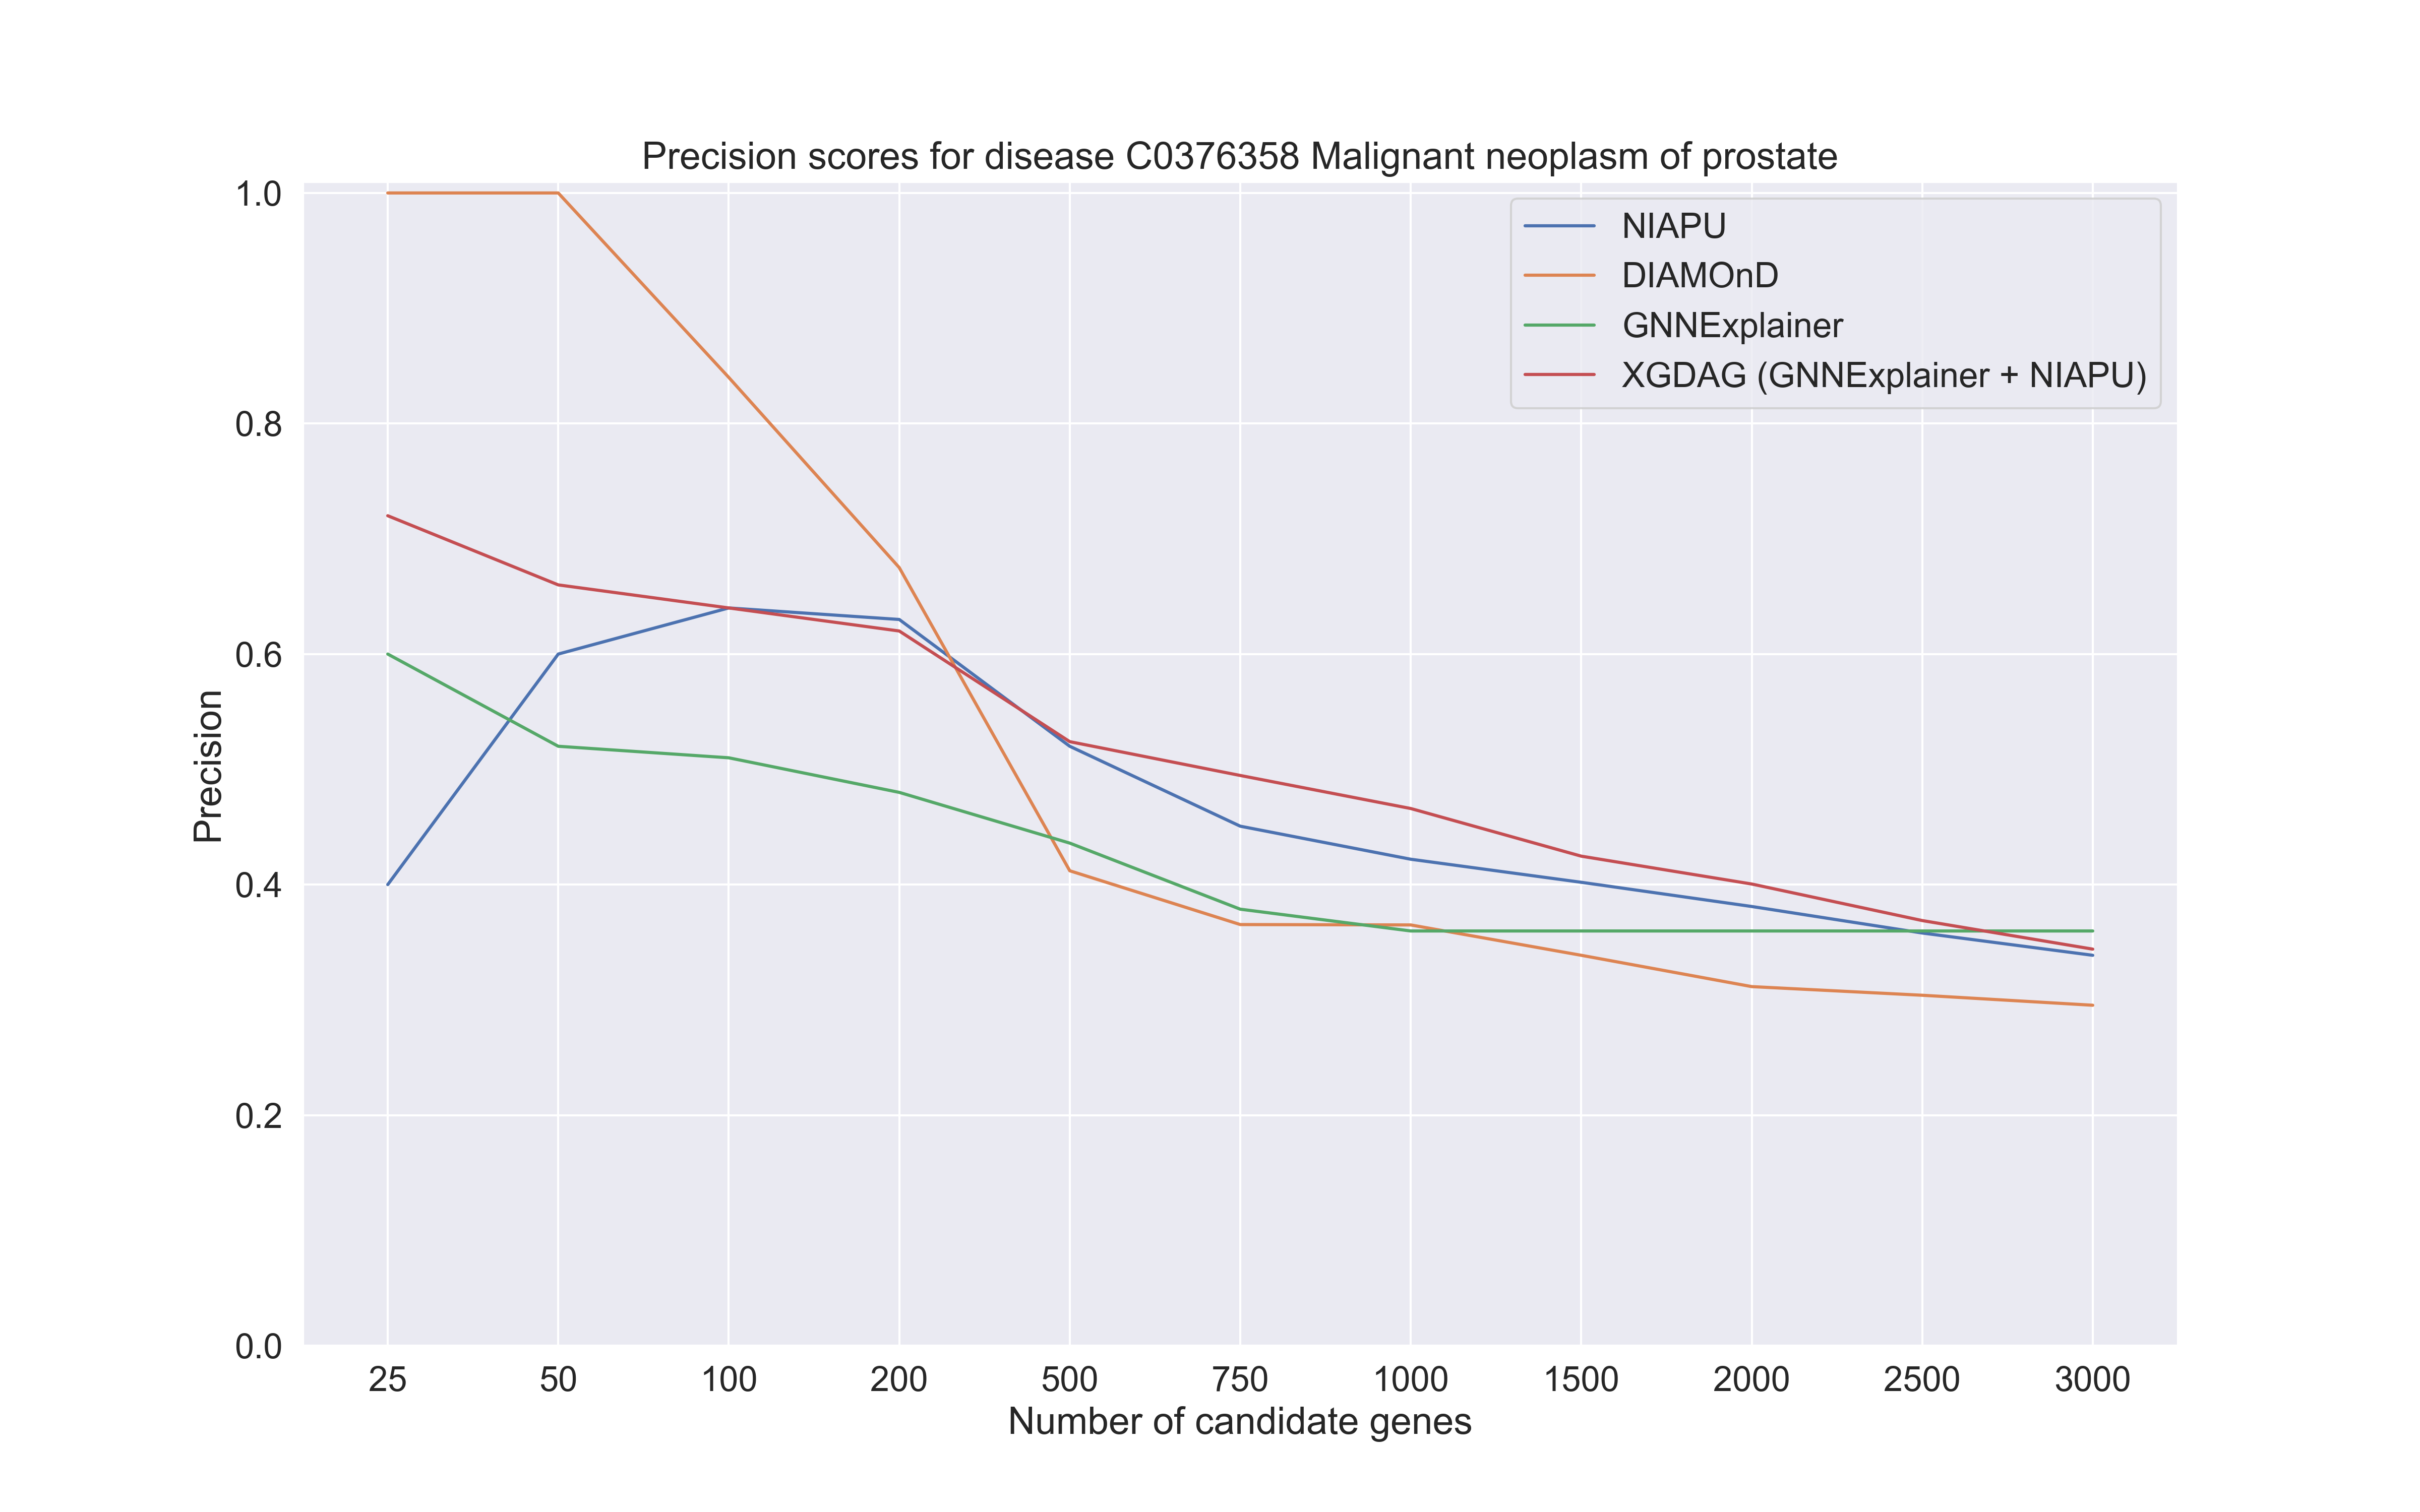 Precision scores for disease C0376358 Malignant neoplasm of prostate
1.0
0.8
0.6
0.4
0.2
0.0
Precision
NIAPU
DIAMOnD
GNNExplainer
XGDAG (GNNExplainer + NIAPU)
25 50 100 200 500 750 1000 1500 2000 2500 3000
Number of candidate genes